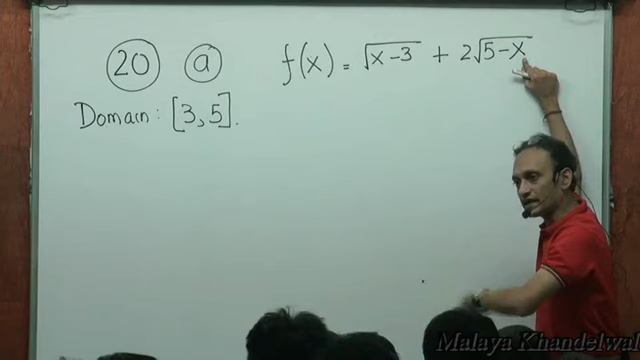 20 a f(x) = √x-3 + 2√5-x
Domain: [3,5].
Malaya Khandelwal